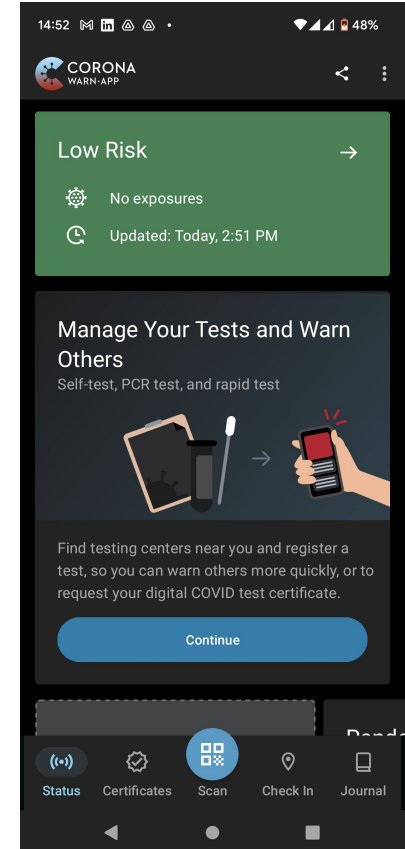 14:52
48%
CORONA
WARN-APP
Low Risk
No exposures
Updated: Today, 2:51 PM
Manage Your Tests and Warn
Others
Self-test, PCR test, and rapid test
Find testing centers near you and register a
test, so you can warn others more quickly, or to
request your digital COVID test certificate.
Continue
Status Certificates Scan Check In Journal